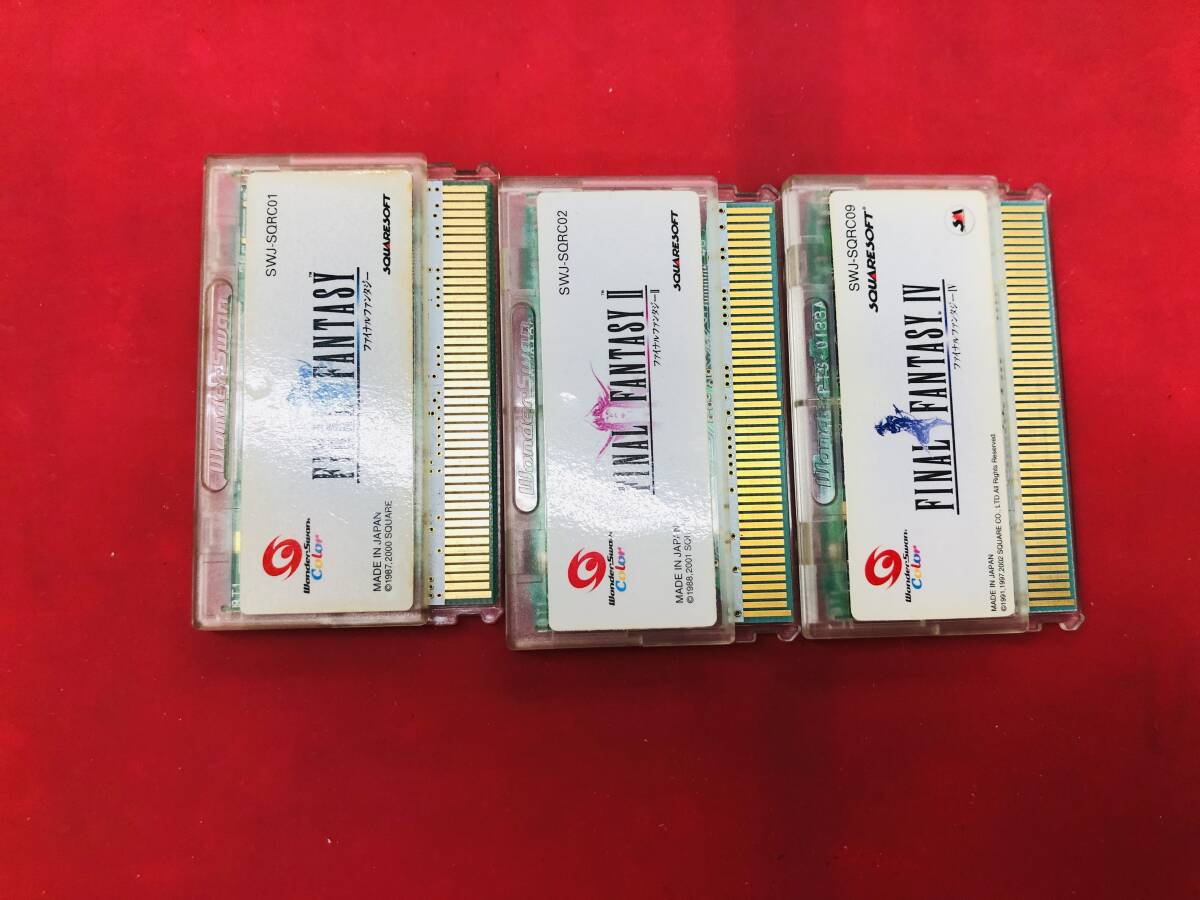 SWJ-SQRC01
FINAL FANTASY™
ファイナルファンタジー
SQUARESOFT
WonderSwan
WonderSwan®
Color
MADE IN JAPAN
©1987,2000 SQUARE
SWJ-SQRC02
FINAL FANTASY II™
ファイナルファンタジーII
SQUARESOFT
WonderSwan
WonderSwan
Color
MADE IN JAPAN
©1988,2001
SWJ-SQRC09
SQUARESOFT®
FINAL FANTASY. IV
ファイナルファンタジーIV
WonderSwan®
Color
MADE IN JAPAN
©1991,1997,2002 SQUARE CO., LTD All Rights Reserved